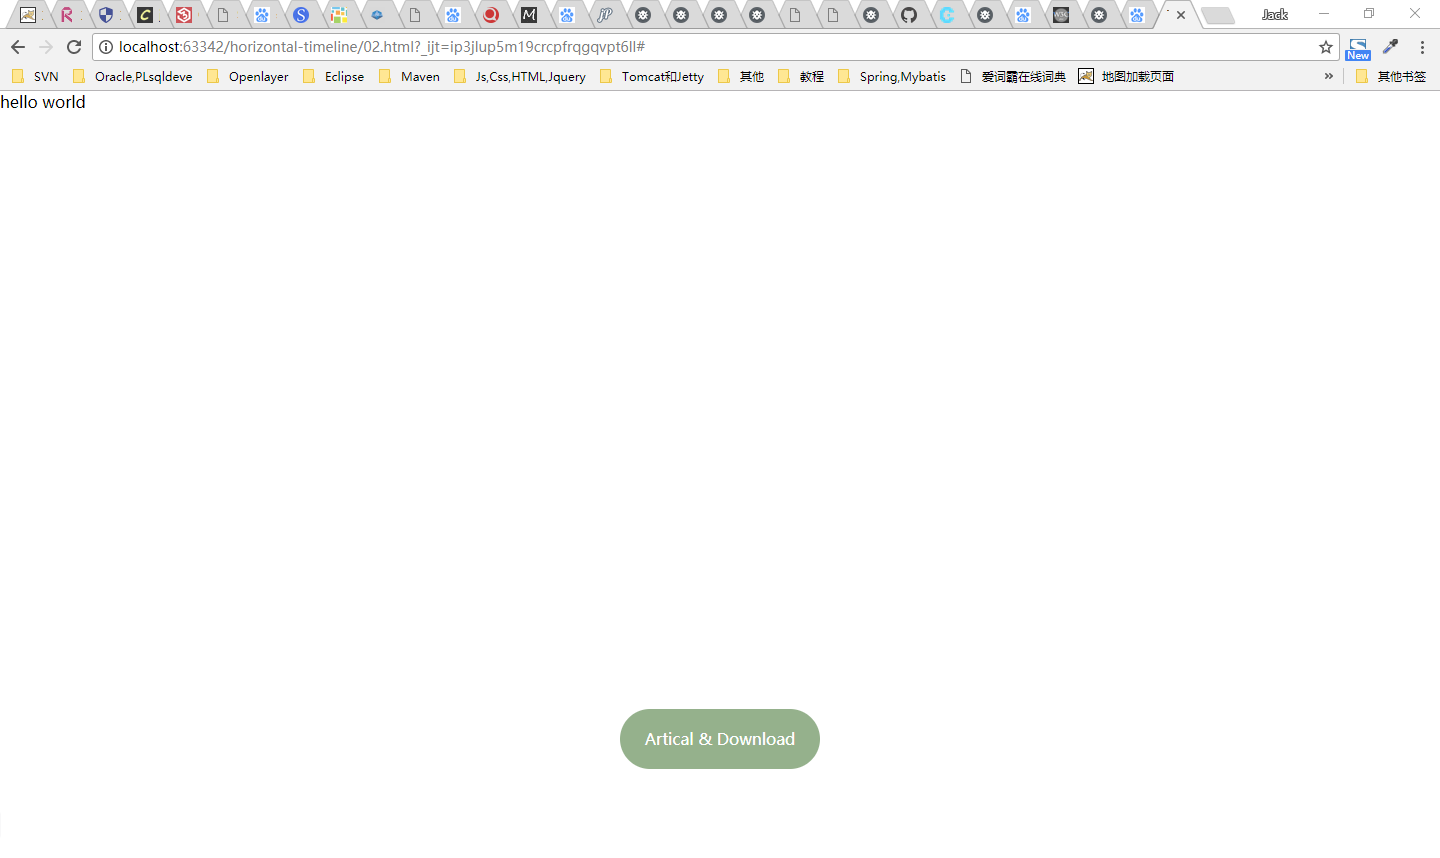 Jack
localhost:63342/horizontal-timeline/02.html?_ijt=ip3jlup5m19crcpfrqgqvpt6ll#
New
SVN Oracle,PLsqldeve Openlayer Eclipse Maven Js,Css,HTML,Jquery Tomcat和Jetty 其他 教程 Spring,Mybatis 爱词霸在线词典 地图加载页面 » 其他书签
hello world
Artical & Download